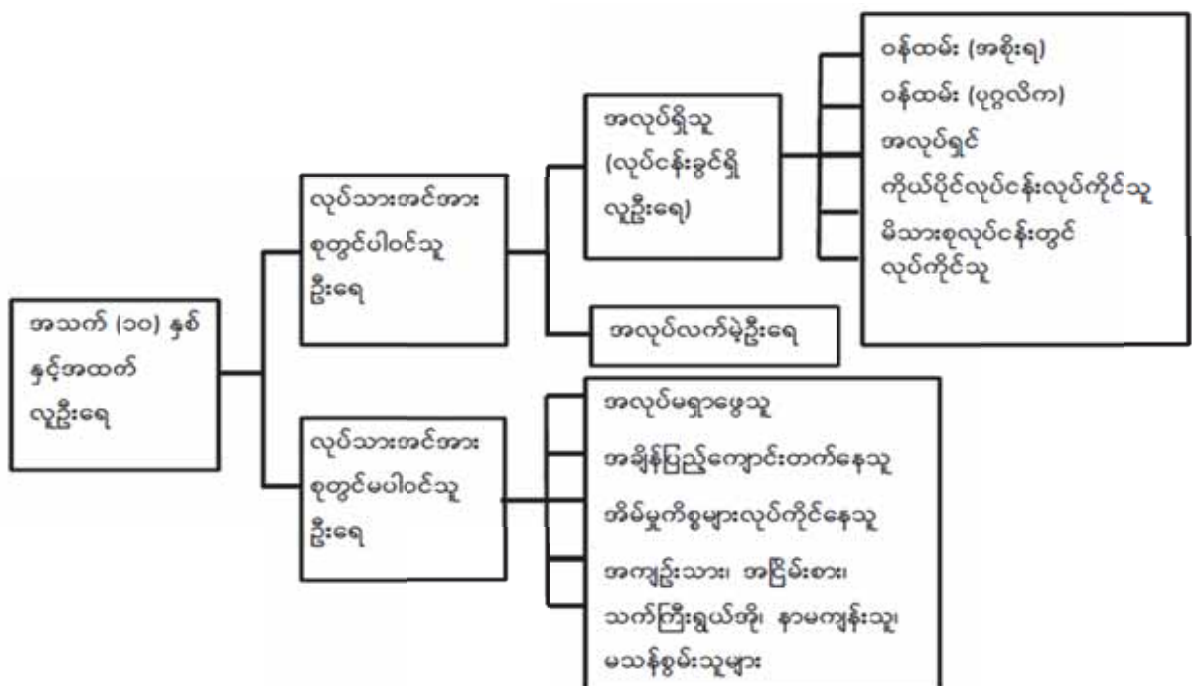 အသက် (၁၀) နှစ်
နှင့်အထက်
လူဦးရေ
လုပ်သားအင်အား
စုတွင်ပါဝင်သူ
ဦးရေ
လုပ်သားအင်အား
စုတွင်မပါဝင်သူ
ဦးရေ
အလုပ်ရှိသူ
(လုပ်ငန်းခွင်ရှိ
လူဦးရေ)
အလုပ်လက်မဲ့ဦးရေ
ဝန်ထမ်း (အစိုးရ)
ဝန်ထမ်း (ပုဂ္ဂလိက)
အလုပ်ရှင်
ကိုယ်ပိုင်လုပ်ငန်းလုပ်ကိုင်သူ
မိသားစုလုပ်ငန်းတွင်
လုပ်ကိုင်သူ
အလုပ်မရှာဖွေသူ
အချိန်ပြည့်ကျောင်းတက်နေသူ
အိမ်မှုကိစ္စများလုပ်ကိုင်နေသူ
အကျဉ်းသား၊ အငြိမ်းစား၊
သက်ကြီးရွယ်အို၊ နာမကျန်းသူ၊
မသန်စွမ်းသူများ